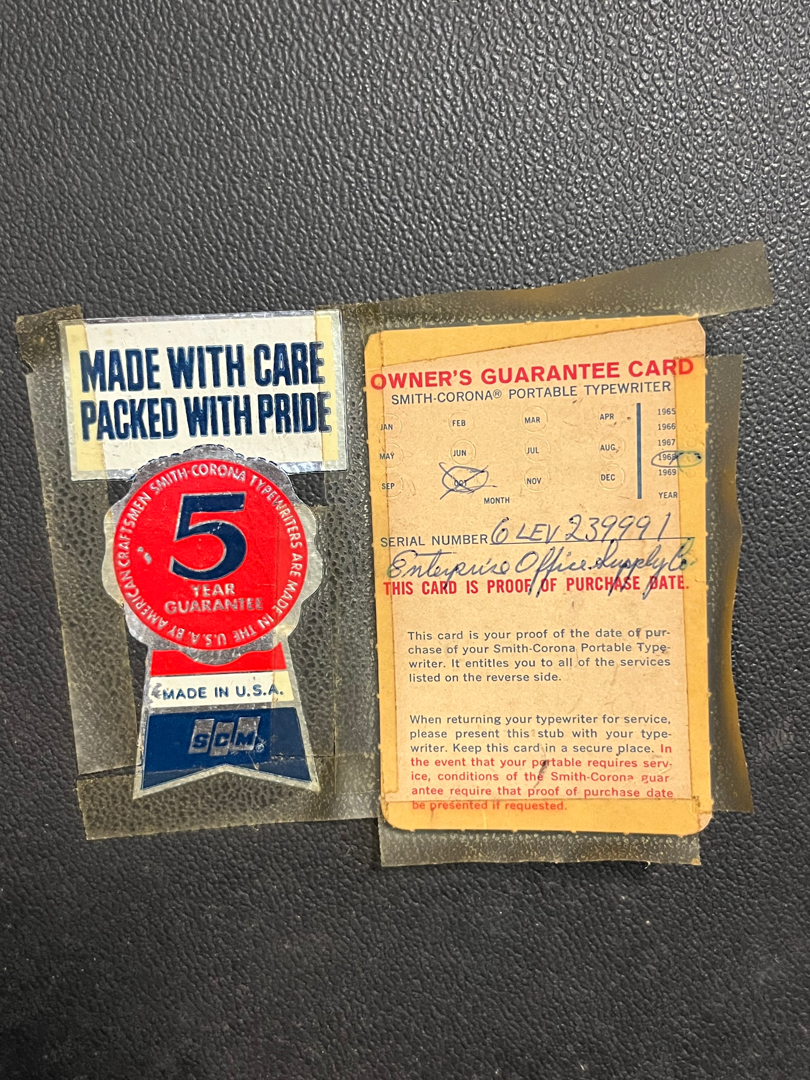 MADE WITH CARE
PACKED WITH PRIDE
SMITH-CORONA TYPEWRITERS ARE MADE IN THE U.S.A. BY AMERICAN CRAFTSMEN
5
YEAR
GUARANTEE
MADE IN U.S.A.
SCM®
OWNER'S GUARANTEE CARD
SMITH-CORONA® PORTABLE TYPEWRITER
JAN FEB MAR APR 1965
1966
MAY JUN JUL AUG 1967
1968
SEP OCT NOV DEC 1969
MONTH YEAR
SERIAL NUMBER 6LEV239991
Enterprise Office Supply Co
THIS CARD IS PROOF OF PURCHASE DATE.
This card is your proof of the date of pur-
chase of your Smith-Corona Portable Type-
writer. It entitles you to all of the services
listed on the reverse side.
When returning your typewriter for service,
please present this stub with your type-
writer. Keep this card in a secure place. In
the event that your portable requires serv-
ice, conditions of the Smith-Corona guar
antee require that proof of purchase date
be presented if requested.